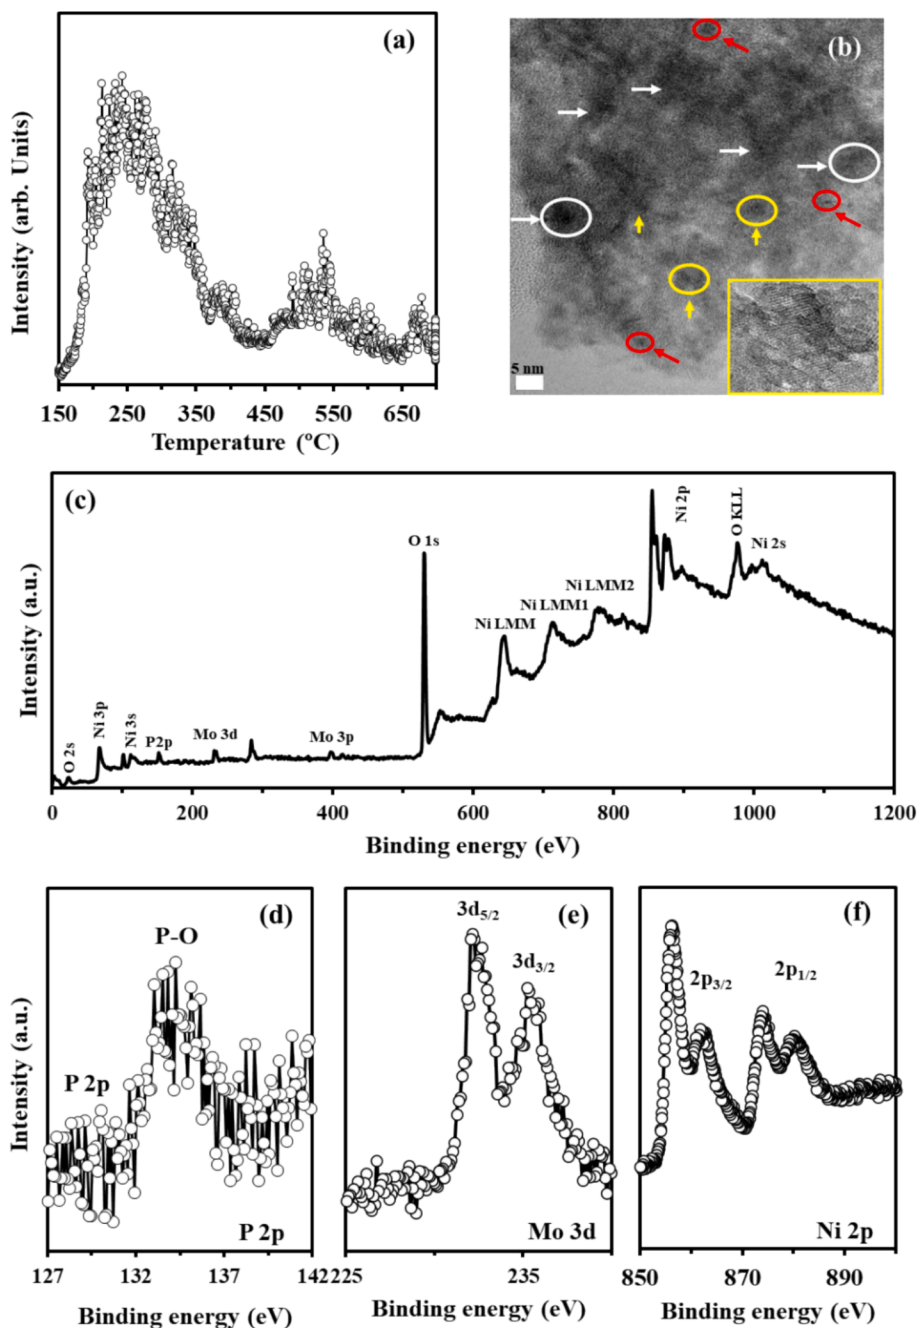 (a)
Intensity (arb. Units)
150 250 350 450 550 650
Temperature (ºC)
(b)
5 nm
(c)
Intensity (a.u.)
O 2s
Ni 3p
Ni 3s
P2p
Mo 3d
Mo 3p
O 1s
Ni LMM
Ni LMM1
Ni LMM2
Ni 2p
O KLL
Ni 2s
0 200 400 600 800 1000 1200
Binding energy (eV)
(d)
Intensity (a.u.)
P-O
P 2p
P 2p
127 132 137 142
Binding energy (eV)
(e)
3d5/2
3d3/2
Mo 3d
225 235
Binding energy (eV)
(f)
2p3/2
2p1/2
Ni 2p
850 870 890
Binding energy (eV)